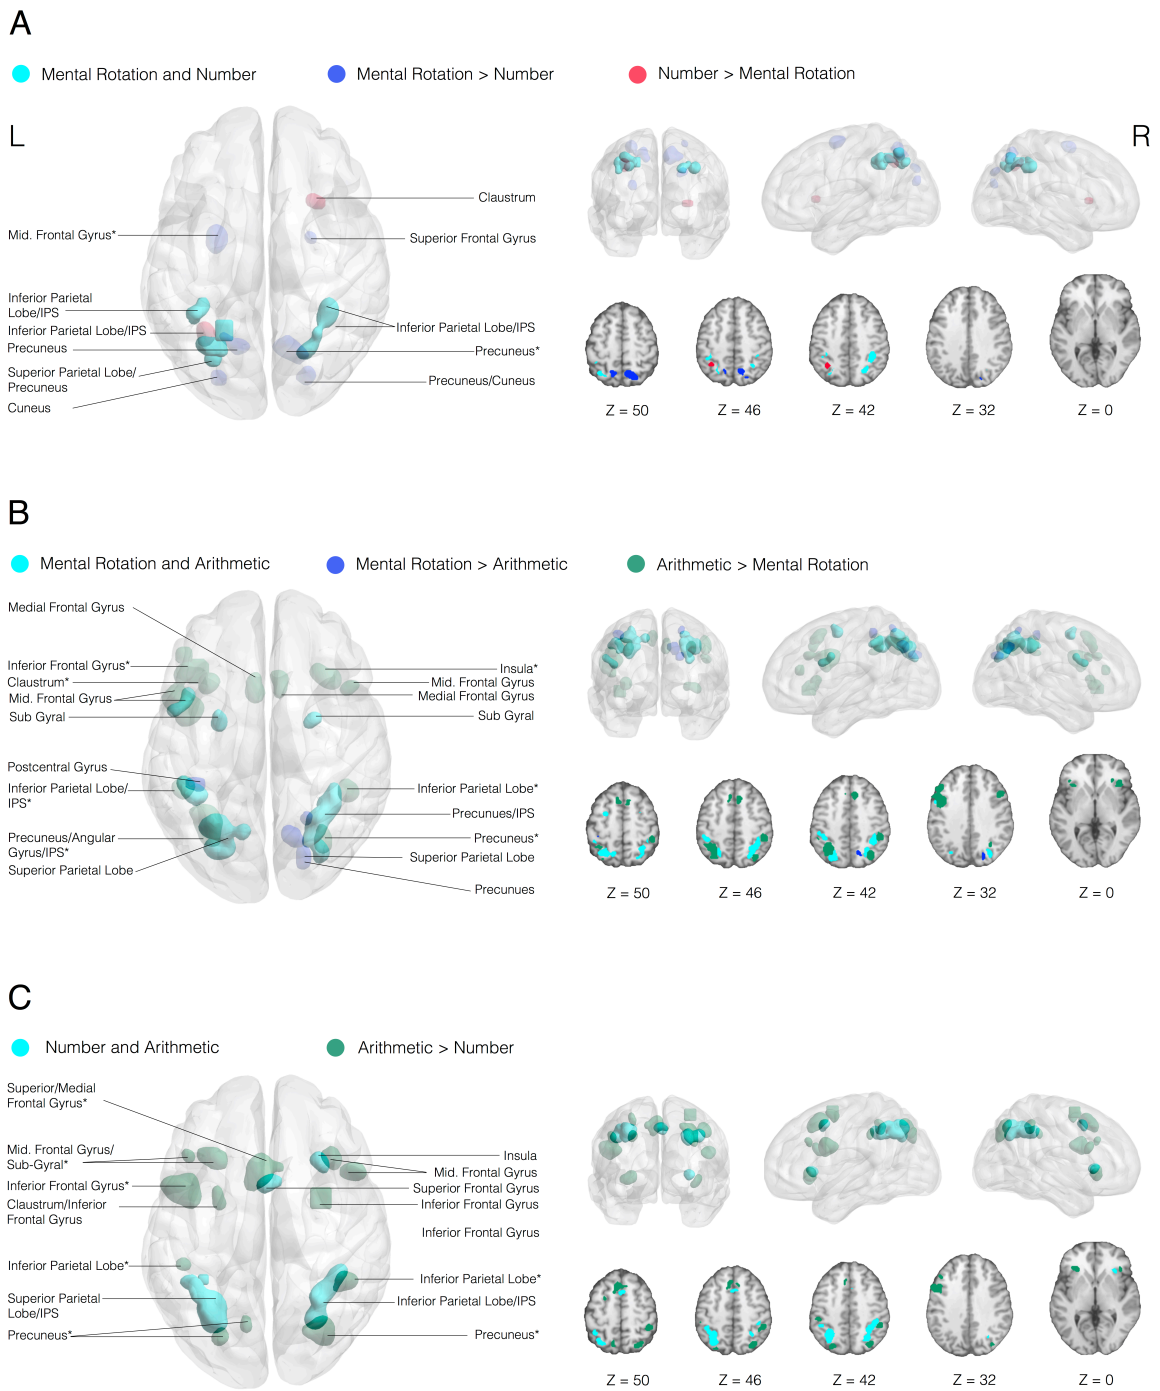 A
Mental Rotation and Number
Mental Rotation > Number
Number > Mental Rotation
L
R
Claustrum
Mid. Frontal Gyrus*
Superior Frontal Gyrus
Inferior Parietal
Lobe/IPS
Inferior Parietal Lobe/IPS
Inferior Parietal Lobe/IPS
Precuneus
Precuneus*
Superior Parietal Lobe/
Precuneus
Precuneus/Cuneus
Cuneus
Z = 50
Z = 46
Z = 42
Z = 32
Z = 0
B
Mental Rotation and Arithmetic
Mental Rotation > Arithmetic
Arithmetic > Mental Rotation
Medial Frontal Gyrus
Inferior Frontal Gyrus*
Insula*
Claustrum*
Mid. Frontal Gyrus
Mid. Frontal Gyrus
Medial Frontal Gyrus
Sub Gyral
Sub Gyral
Postcentral Gyrus
Inferior Parietal Lobe/
IPS*
Inferior Parietal Lobe*
Precunues/IPS
Precuneus/Angular
Gyrus/IPS*
Precuneus*
Superior Parietal Lobe
Superior Parietal Lobe
Precunues
Z = 50
Z = 46
Z = 42
Z = 32
Z = 0
C
Number and Arithmetic
Arithmetic > Number
Superior/Medial
Frontal Gyrus*
Mid. Frontal Gyrus/
Sub-Gyral*
Insula
Mid. Frontal Gyrus
Inferior Frontal Gyrus*
Superior Frontal Gyrus
Claustrum/Inferior
Frontal Gyrus
Inferior Frontal Gyrus
Inferior Frontal Gyrus
Inferior Parietal Lobe*
Inferior Parietal Lobe*
Superior Parietal
Lobe/IPS
Inferior Parietal Lobe/IPS
Precuneus*
Precuneus*
Z = 50
Z = 46
Z = 42
Z = 32
Z = 0